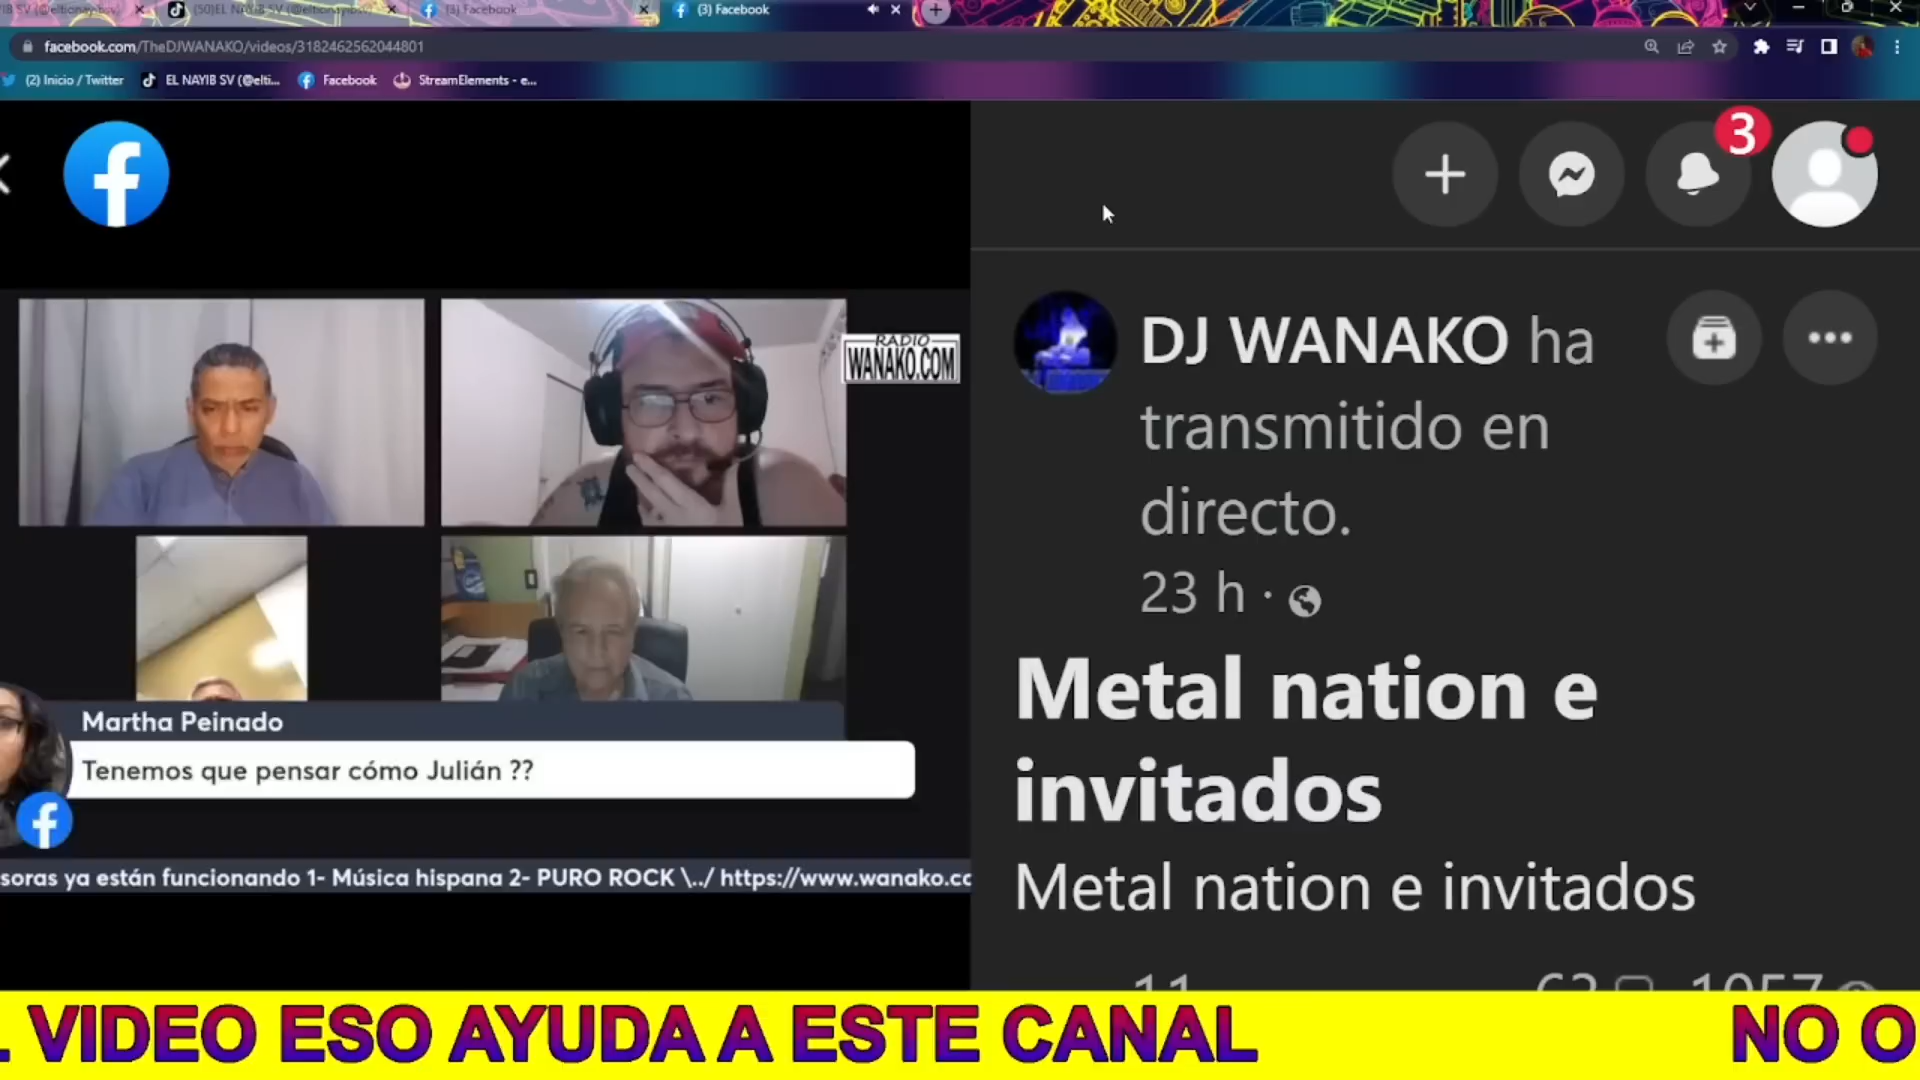 (3) Facebook
(3) Facebook
facebook.com/TheDJWANAKO/videos/3182462562044801
(2) Inicio / Twitter
EL NAYIB SV (@elti...
Facebook
StreamElements - e...
3
RADIO
WANAKO.COM
DJ WANAKO ha
transmitido en
directo.
23 h ·
Metal nation e
invitados
Metal nation e invitados
Martha Peinado
Tenemos que pensar cómo Julián ??
soras ya están funcionando 1- Música hispana 2- PURO ROCK \../ https://www.wanako.co
VIDEO ESO AYUDA A ESTE CANAL
NO O